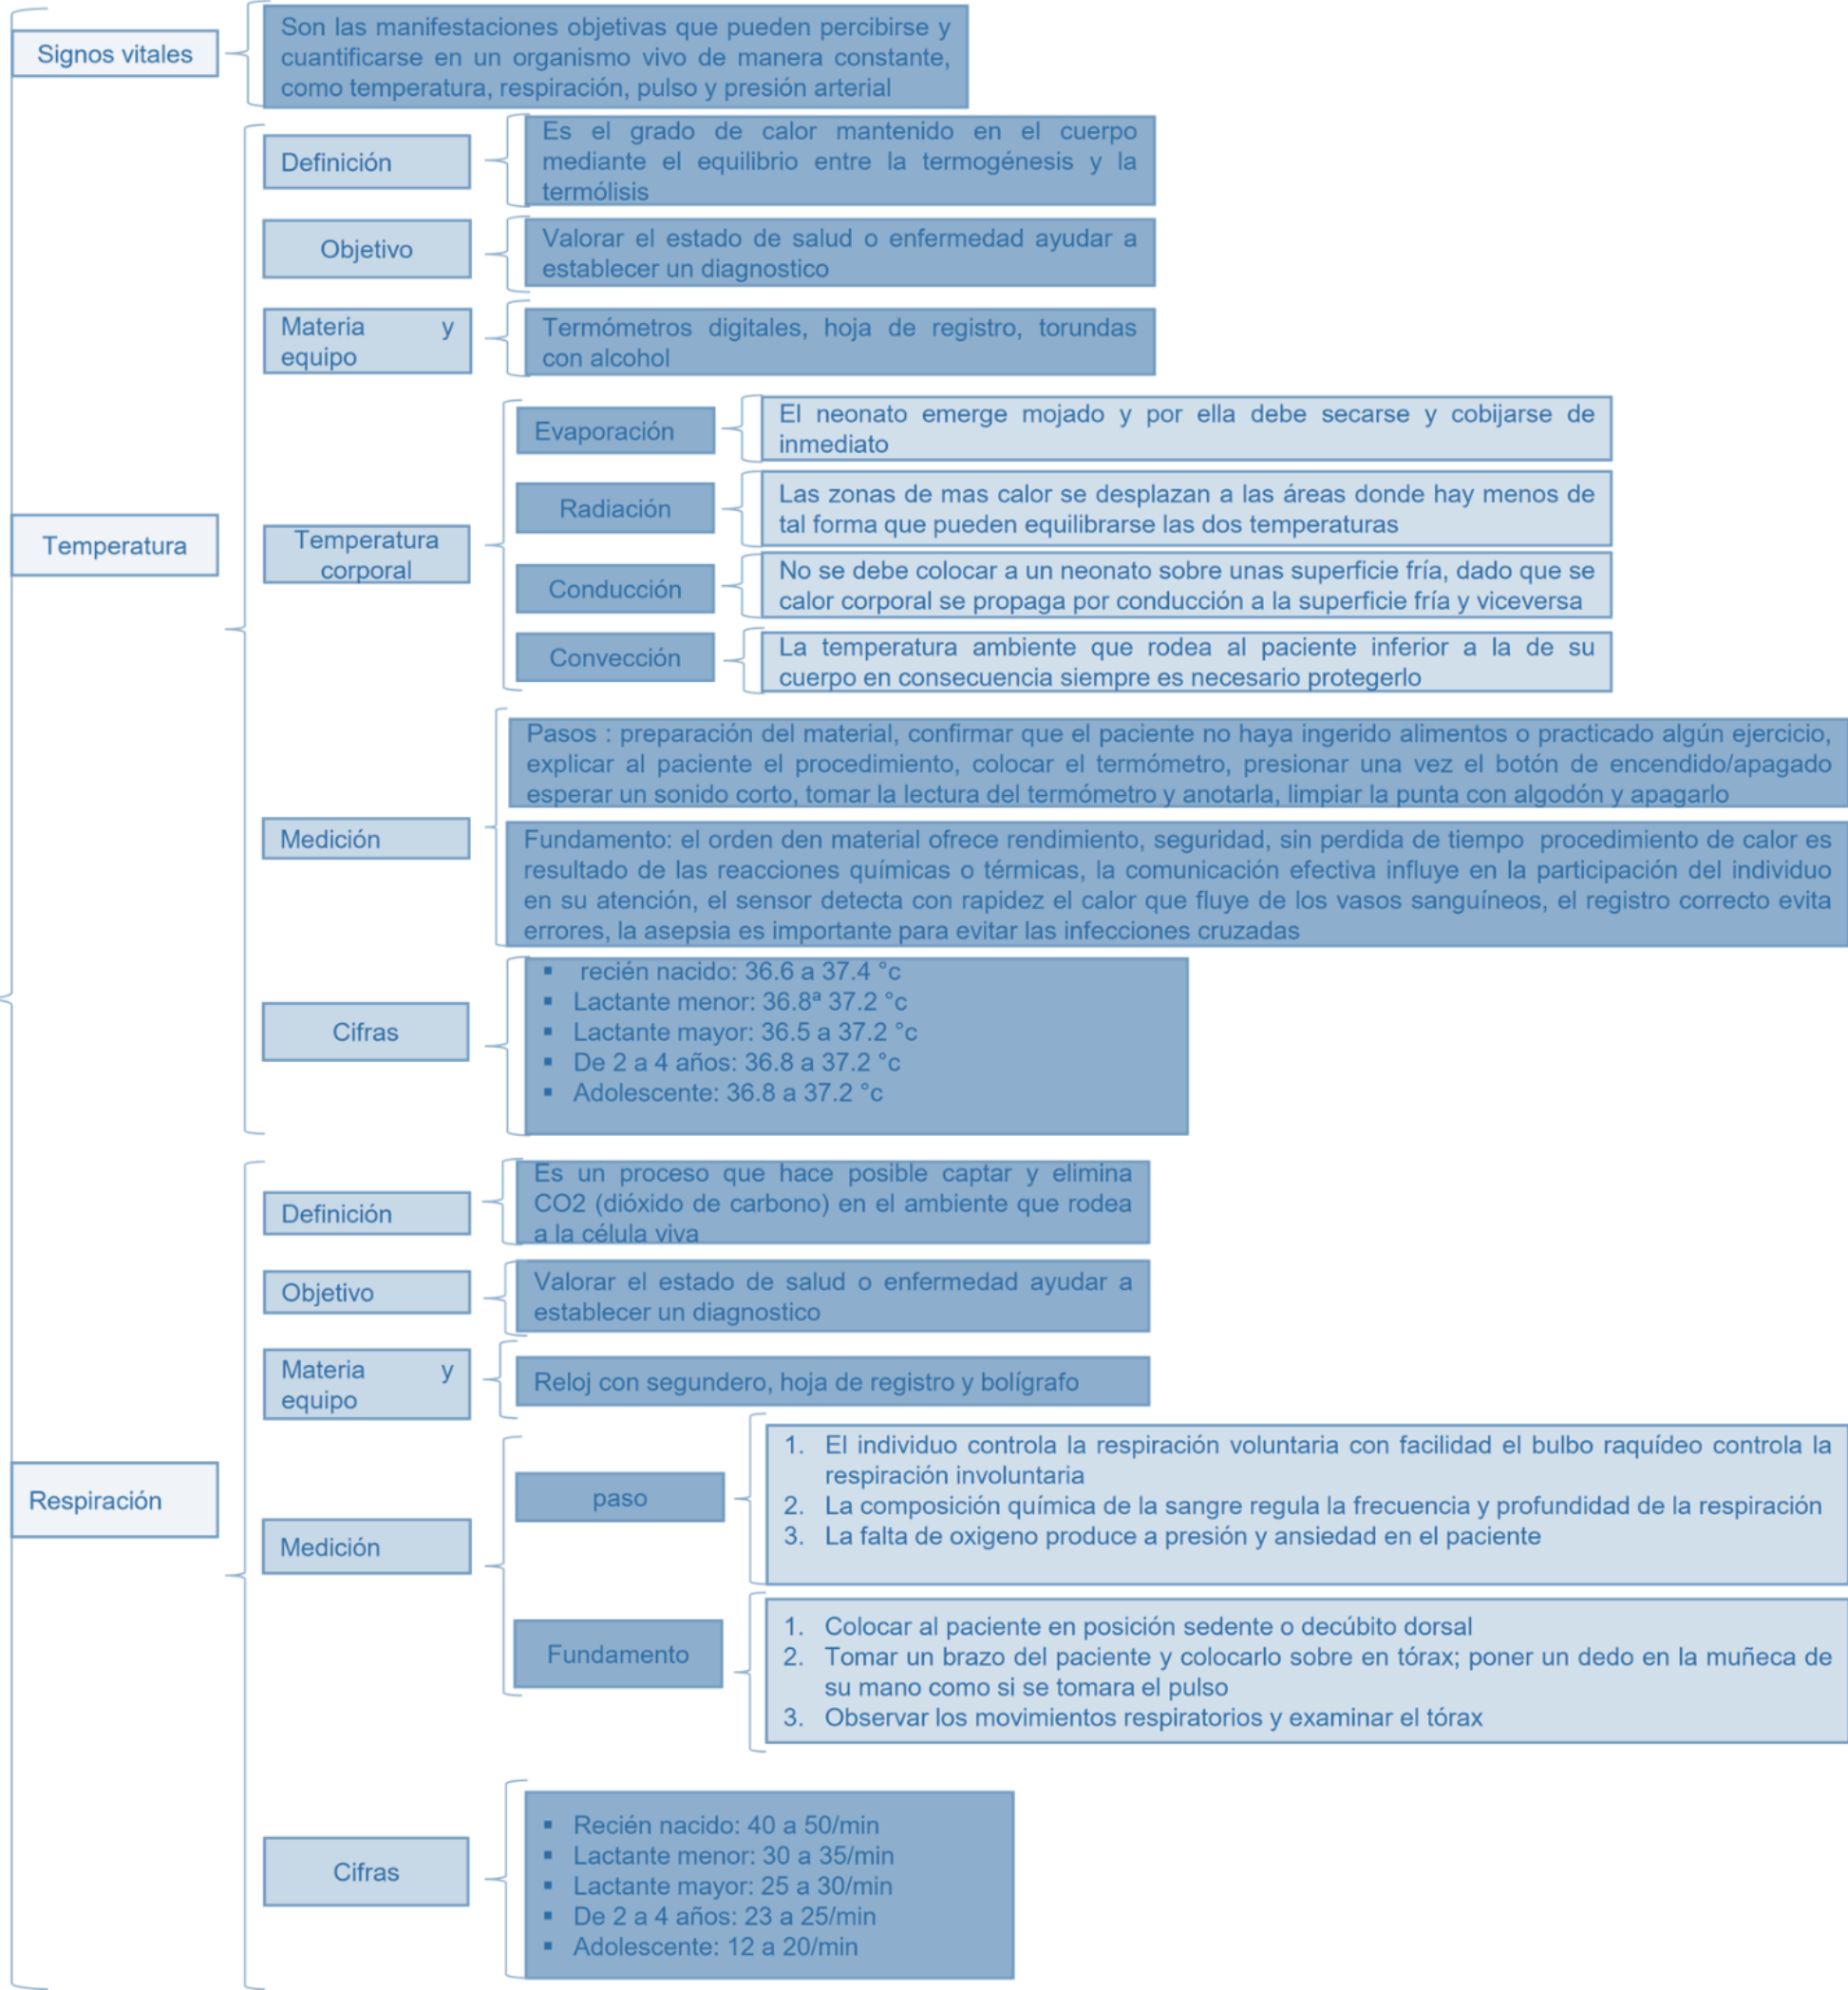 Signos vitales
Son las manifestaciones objetivas que pueden percibirse y
cuantificarse en un organismo vivo de manera constante,
como temperatura, respiración, pulso y presión arterial
Temperatura
Definición
Es el grado de calor mantenido en el cuerpo
mediante el equilibrio entre la termogénesis y la
termólisis
Objetivo
Valorar el estado de salud o enfermedad ayudar a
establecer un diagnostico
Materia y
equipo
Termómetros digitales, hoja de registro, torundas
con alcohol
Temperatura
corporal
Evaporación
El neonato emerge mojado y por ella debe secarse y cobijarse de
inmediato
Radiación
Las zonas de mas calor se desplazan a las áreas donde hay menos de
tal forma que pueden equilibrarse las dos temperaturas
Conducción
No se debe colocar a un neonato sobre unas superficie fría, dado que se
calor corporal se propaga por conducción a la superficie fría y viceversa
Convección
La temperatura ambiente que rodea al paciente inferior a la de su
cuerpo en consecuencia siempre es necesario protegerlo
Medición
Pasos : preparación del material, confirmar que el paciente no haya ingerido alimentos o practicado algún ejercicio,
explicar al paciente el procedimiento, colocar el termómetro, presionar una vez el botón de encendido/apagado
esperar un sonido corto, tomar la lectura del termómetro y anotarla, limpiar la punta con algodón y apagarlo
Fundamento: el orden den material ofrece rendimiento, seguridad, sin perdida de tiempo procedimiento de calor es
resultado de las reacciones químicas o térmicas, la comunicación efectiva influye en la participación del individuo
en su atención, el sensor detecta con rapidez el calor que fluye de los vasos sanguíneos, el registro correcto evita
errores, la asepsia es importante para evitar las infecciones cruzadas
Cifras
▪ recién nacido: 36.6 a 37.4 °c
▪ Lactante menor: 36.8ª 37.2 °c
▪ Lactante mayor: 36.5 a 37.2 °c
▪ De 2 a 4 años: 36.8 a 37.2 °c
▪ Adolescente: 36.8 a 37.2 °c
Respiración
Definición
Es un proceso que hace posible captar y elimina
CO2 (dióxido de carbono) en el ambiente que rodea
a la célula viva
Objetivo
Valorar el estado de salud o enfermedad ayudar a
establecer un diagnostico
Materia y
equipo
Reloj con segundero, hoja de registro y bolígrafo
Medición
paso
1. El individuo controla la respiración voluntaria con facilidad el bulbo raquídeo controla la
respiración involuntaria
2. La composición química de la sangre regula la frecuencia y profundidad de la respiración
3. La falta de oxigeno produce a presión y ansiedad en el paciente
Fundamento
1. Colocar al paciente en posición sedente o decúbito dorsal
2. Tomar un brazo del paciente y colocarlo sobre en tórax; poner un dedo en la muñeca de
su mano como si se tomara el pulso
3. Observar los movimientos respiratorios y examinar el tórax
Cifras
▪ Recién nacido: 40 a 50/min
▪ Lactante menor: 30 a 35/min
▪ Lactante mayor: 25 a 30/min
▪ De 2 a 4 años: 23 a 25/min
▪ Adolescente: 12 a 20/min